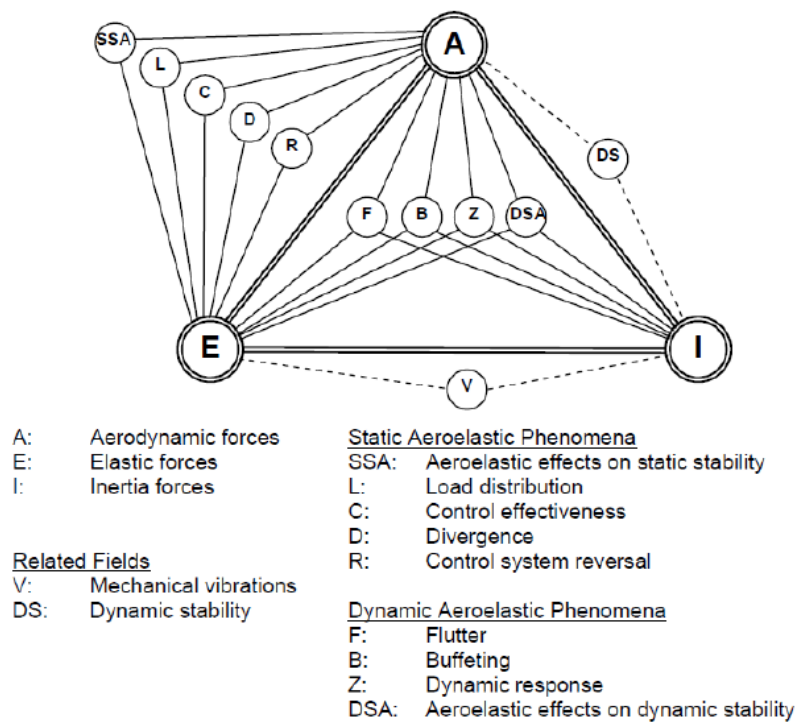 A
SSA
L
C
D
R
DS
F
B
Z
DSA
E
I
V
A: Aerodynamic forces
E: Elastic forces
I: Inertia forces
Related Fields
V: Mechanical vibrations
DS: Dynamic stability
Static Aeroelastic Phenomena
SSA: Aeroelastic effects on static stability
L: Load distribution
C: Control effectiveness
D: Divergence
R: Control system reversal
Dynamic Aeroelastic Phenomena
F: Flutter
B: Buffeting
Z: Dynamic response
DSA: Aeroelastic effects on dynamic stability